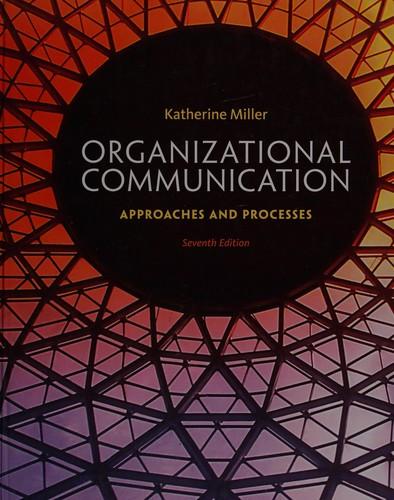 Katherine Miller
ORGANIZATIONAL
COMMUNICATION
APPROACHES AND PROCESSES
Seventh Edition